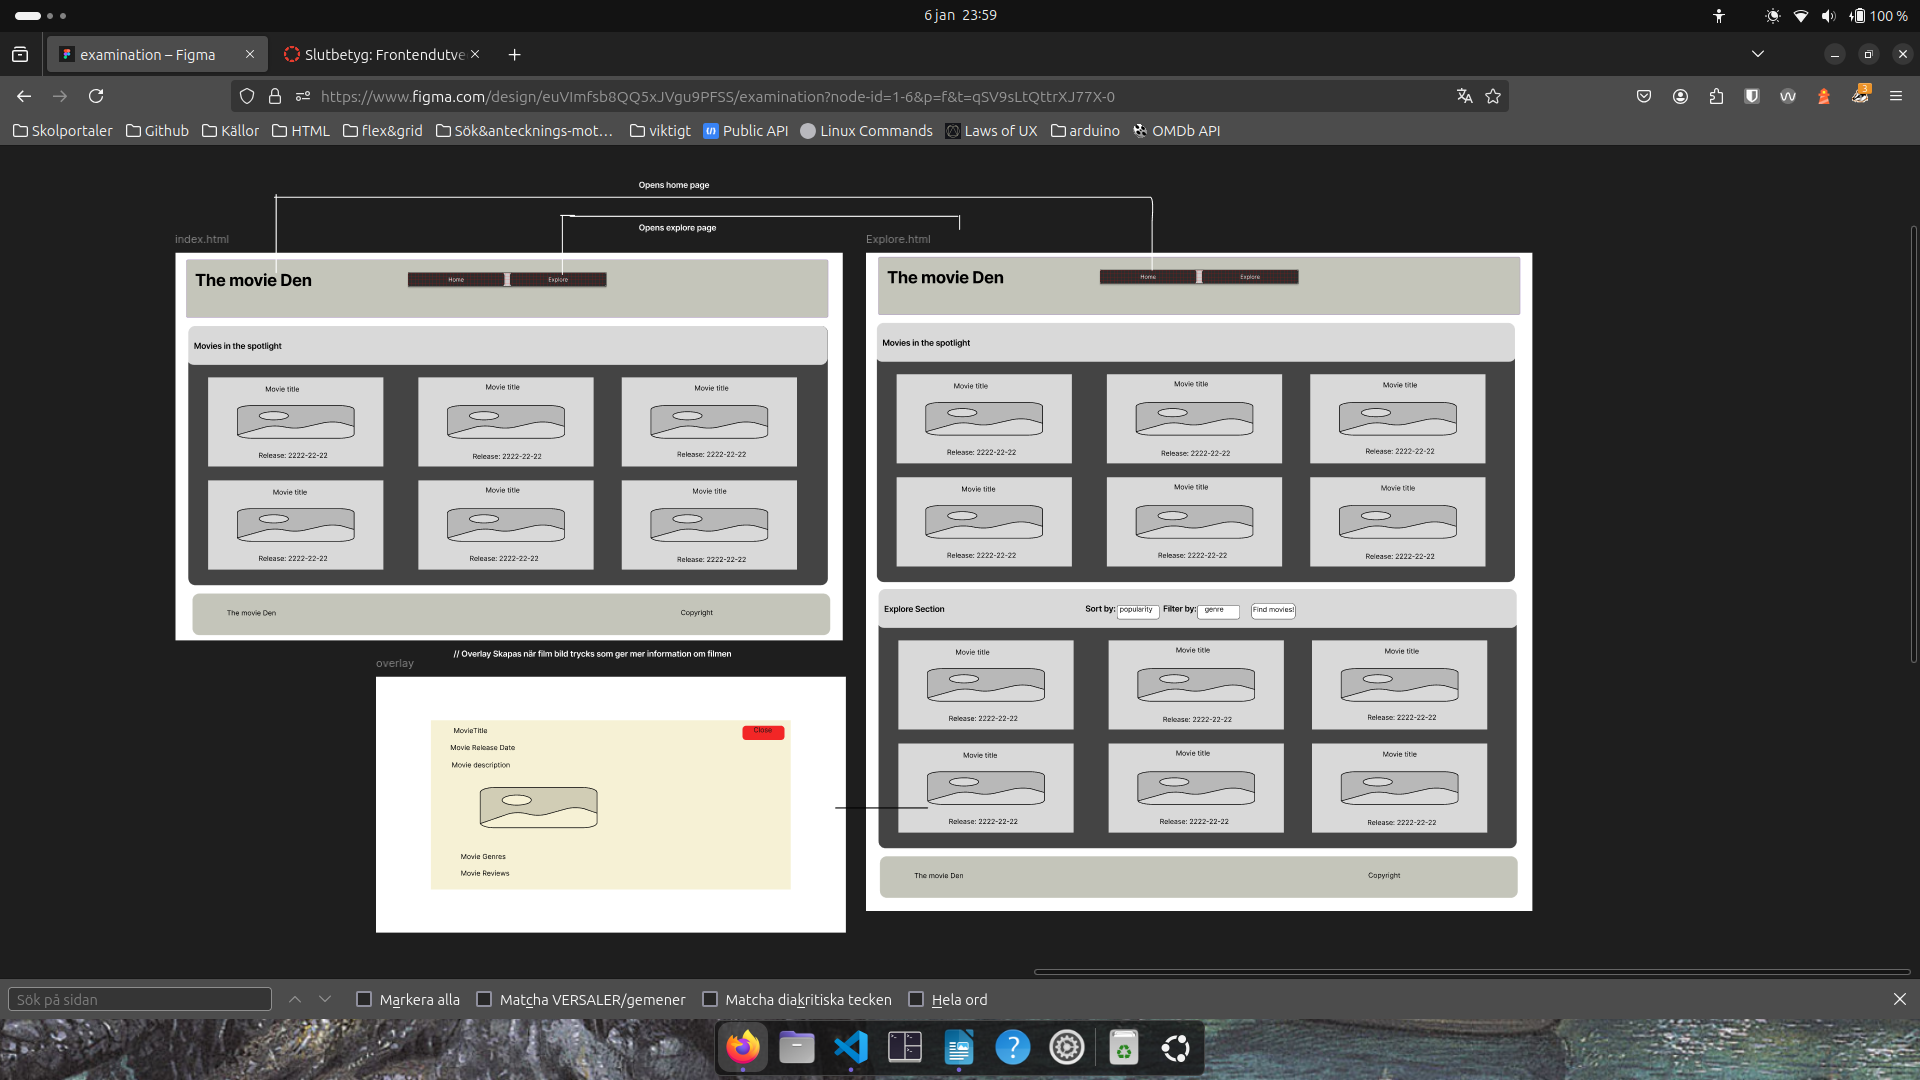 6 jan 23:59
100 %
examination – Figma
Slutbetyg: Frontendutve
https://www.figma.com/design/euVImfsb8QQ5xJVgu9PFSS/examination?node-id=1-6&p=f&t=qSV9sLtQttrXJ77X-0
3
Skolportaler
Github
Källor
HTML
flex&grid
Sök&antecknings-mot…
viktigt
Public API
Linux Commands
Laws of UX
arduino
OMDb API
Opens home page
Opens explore page
index.html
The movie Den
Home
Explore
Movies in the spotlight
Movie title
Movie title
Movie title
Release: 2222-22-22
Release: 2222-22-22
Release: 2222-22-22
Movie title
Movie title
Movie title
Release: 2222-22-22
Release: 2222-22-22
Release: 2222-22-22
The movie Den
Copyright
// Overlay Skapas när film bild trycks som ger mer information om filmen
overlay
MovieTitle
Close
Movie Release Date
Movie description
Movie Genres
Movie Reviews
Explore.html
The movie Den
Home
Explore
Movies in the spotlight
Movie title
Movie title
Movie title
Release: 2222-22-22
Release: 2222-22-22
Release: 2222-22-22
Movie title
Movie title
Movie title
Release: 2222-22-22
Release: 2222-22-22
Release: 2222-22-22
Explore Section
Sort by: popularity
Filter by: genre
Find movies!
Movie title
Movie title
Movie title
Release: 2222-22-22
Release: 2222-22-22
Release: 2222-22-22
Movie title
Movie title
Movie title
Release: 2222-22-22
Release: 2222-22-22
Release: 2222-22-22
The movie Den
Copyright
Sök på sidan
Markera alla
Matcha VERSALER/gemener
Matcha diakritiska tecken
Hela ord